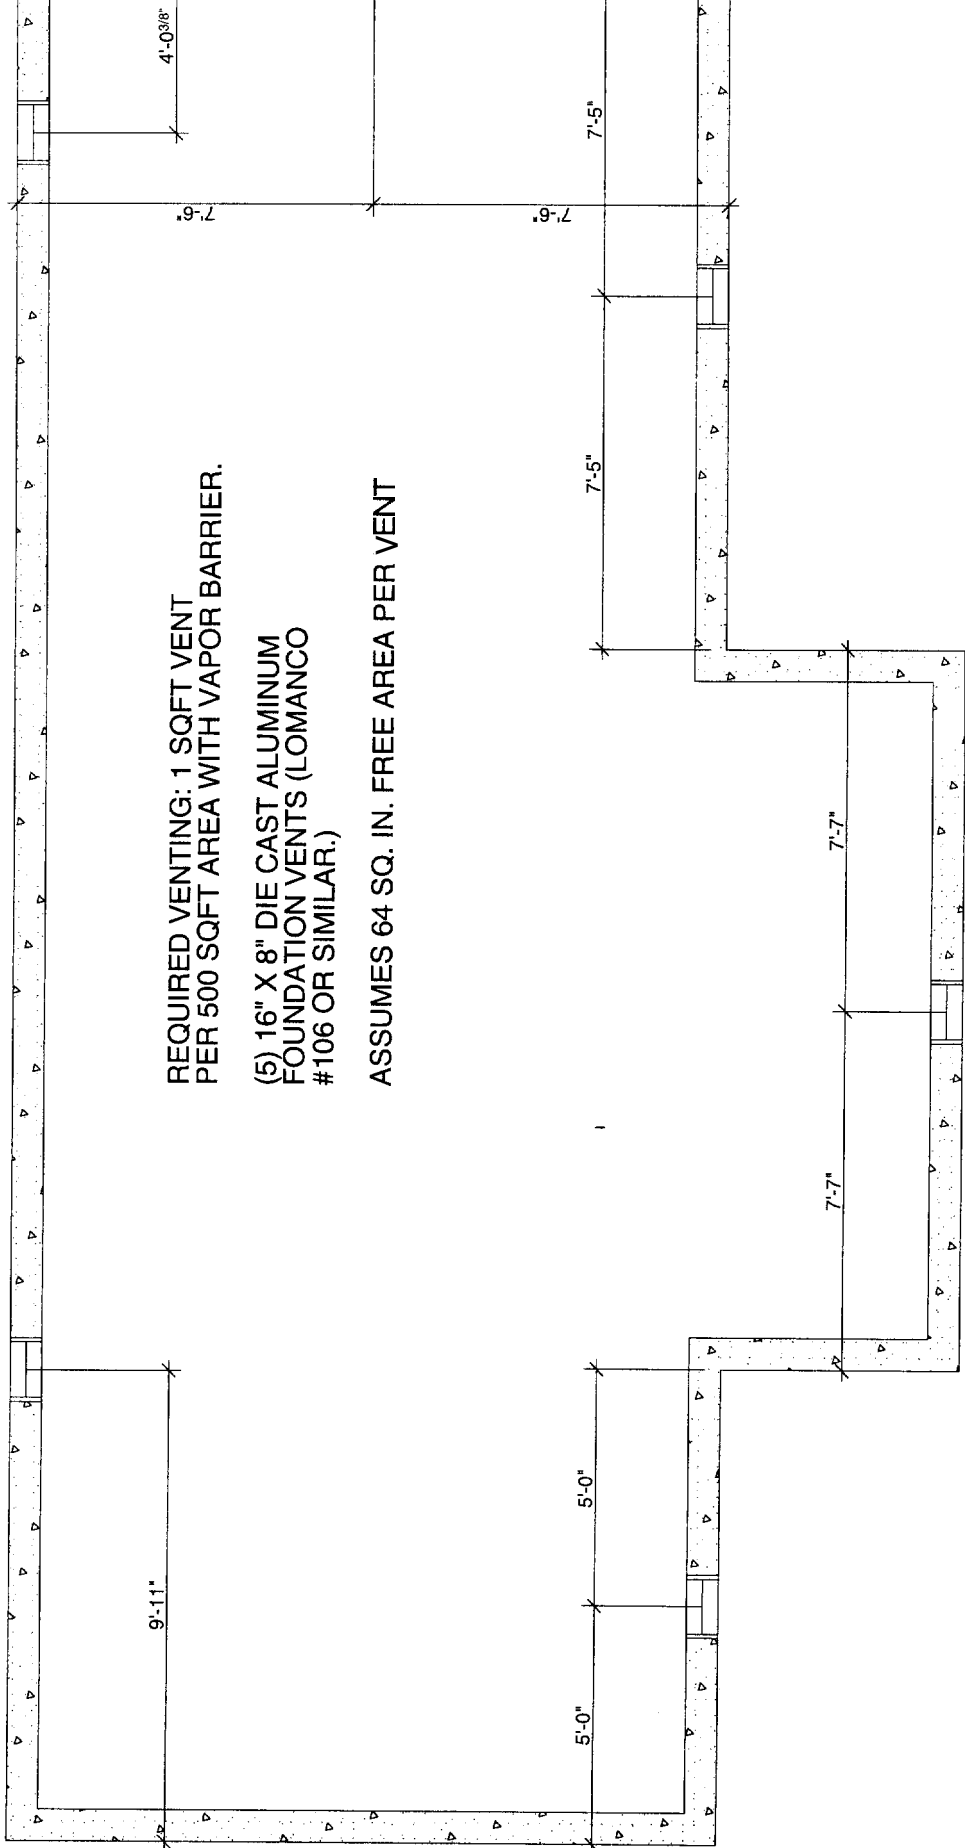 REQUIRED VENTING: 1 SQFT VENT
PER 500 SQFT AREA WITH VAPOR BARRIER.
(5) 16" X 8" DIE CAST ALUMINUM
FOUNDATION VENTS (LOMANCO
#106 OR SIMILAR.)
ASSUMES 64 SQ. IN. FREE AREA PER VENT
9'-11"
4'-03/8"
7'-6"
7'-6"
5'-0"
5'-0"
7'-5"
7'-5"
7'-7"
7'-7"